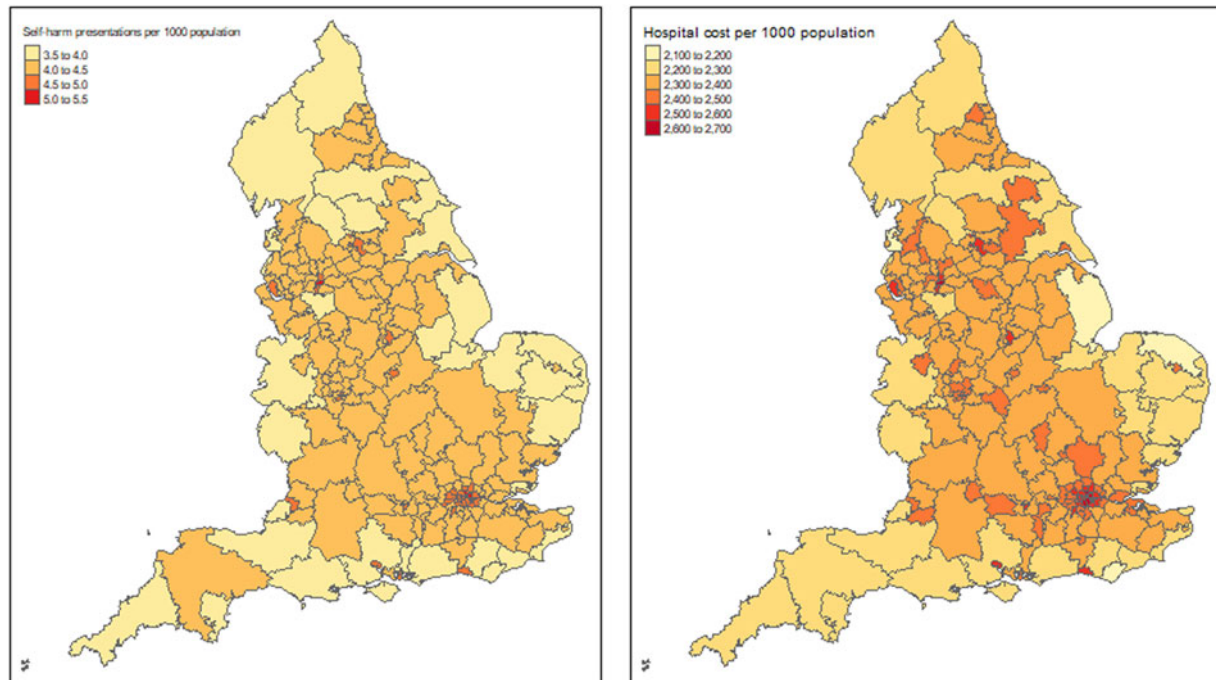 Self-harm presentations per 1000 population
3.5 to 4.0
4.0 to 4.5
4.5 to 5.0
5.0 to 5.5
Hospital cost per 1000 population
2,100 to 2,200
2,200 to 2,300
2,300 to 2,400
2,400 to 2,500
2,500 to 2,600
2,600 to 2,700